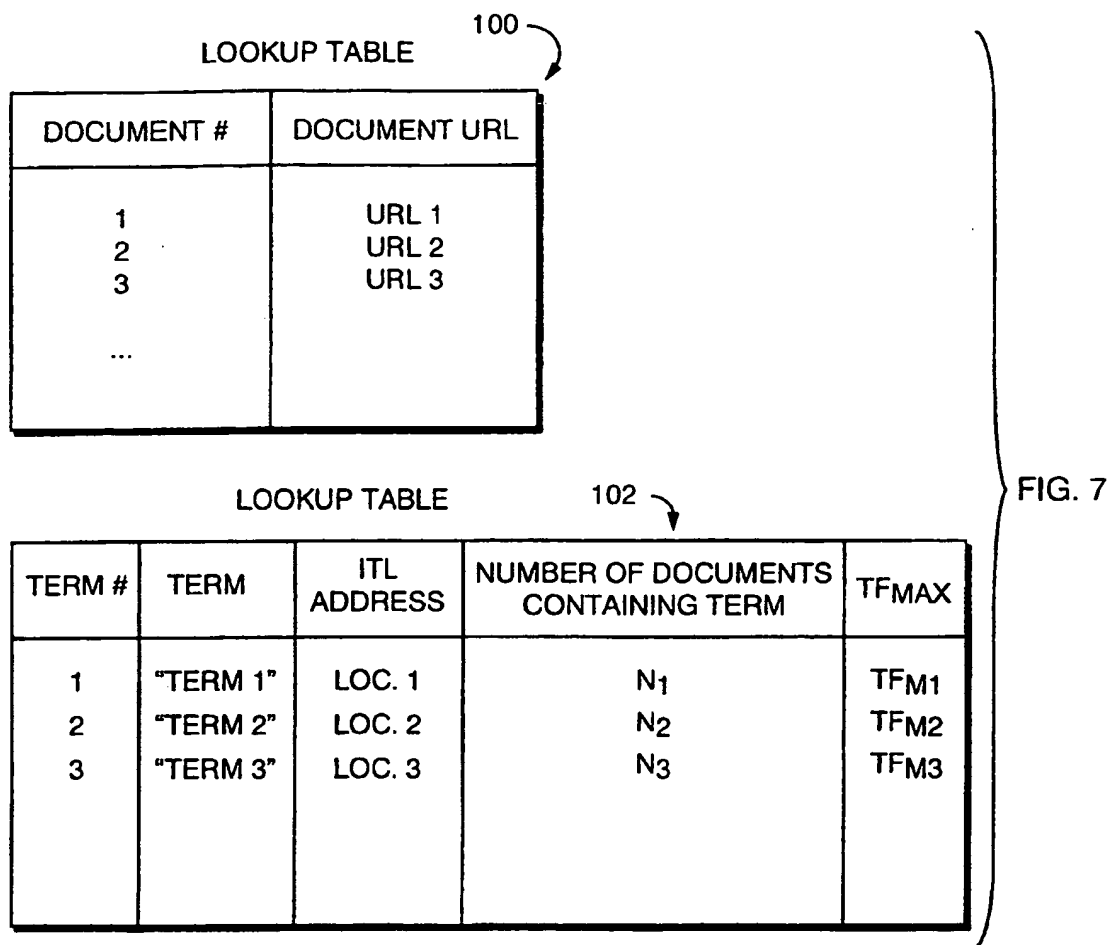 LOOKUP TABLE
100
DOCUMENT # DOCUMENT URL
1 URL 1
2 URL 2
3 URL 3
...
LOOKUP TABLE
102
FIG. 7
TERM # TERM ITL ADDRESS NUMBER OF DOCUMENTS CONTAINING TERM TFMAX
1 "TERM 1" LOC. 1 N1 TFM1
2 "TERM 2" LOC. 2 N2 TFM2
3 "TERM 3" LOC. 3 N3 TFM3